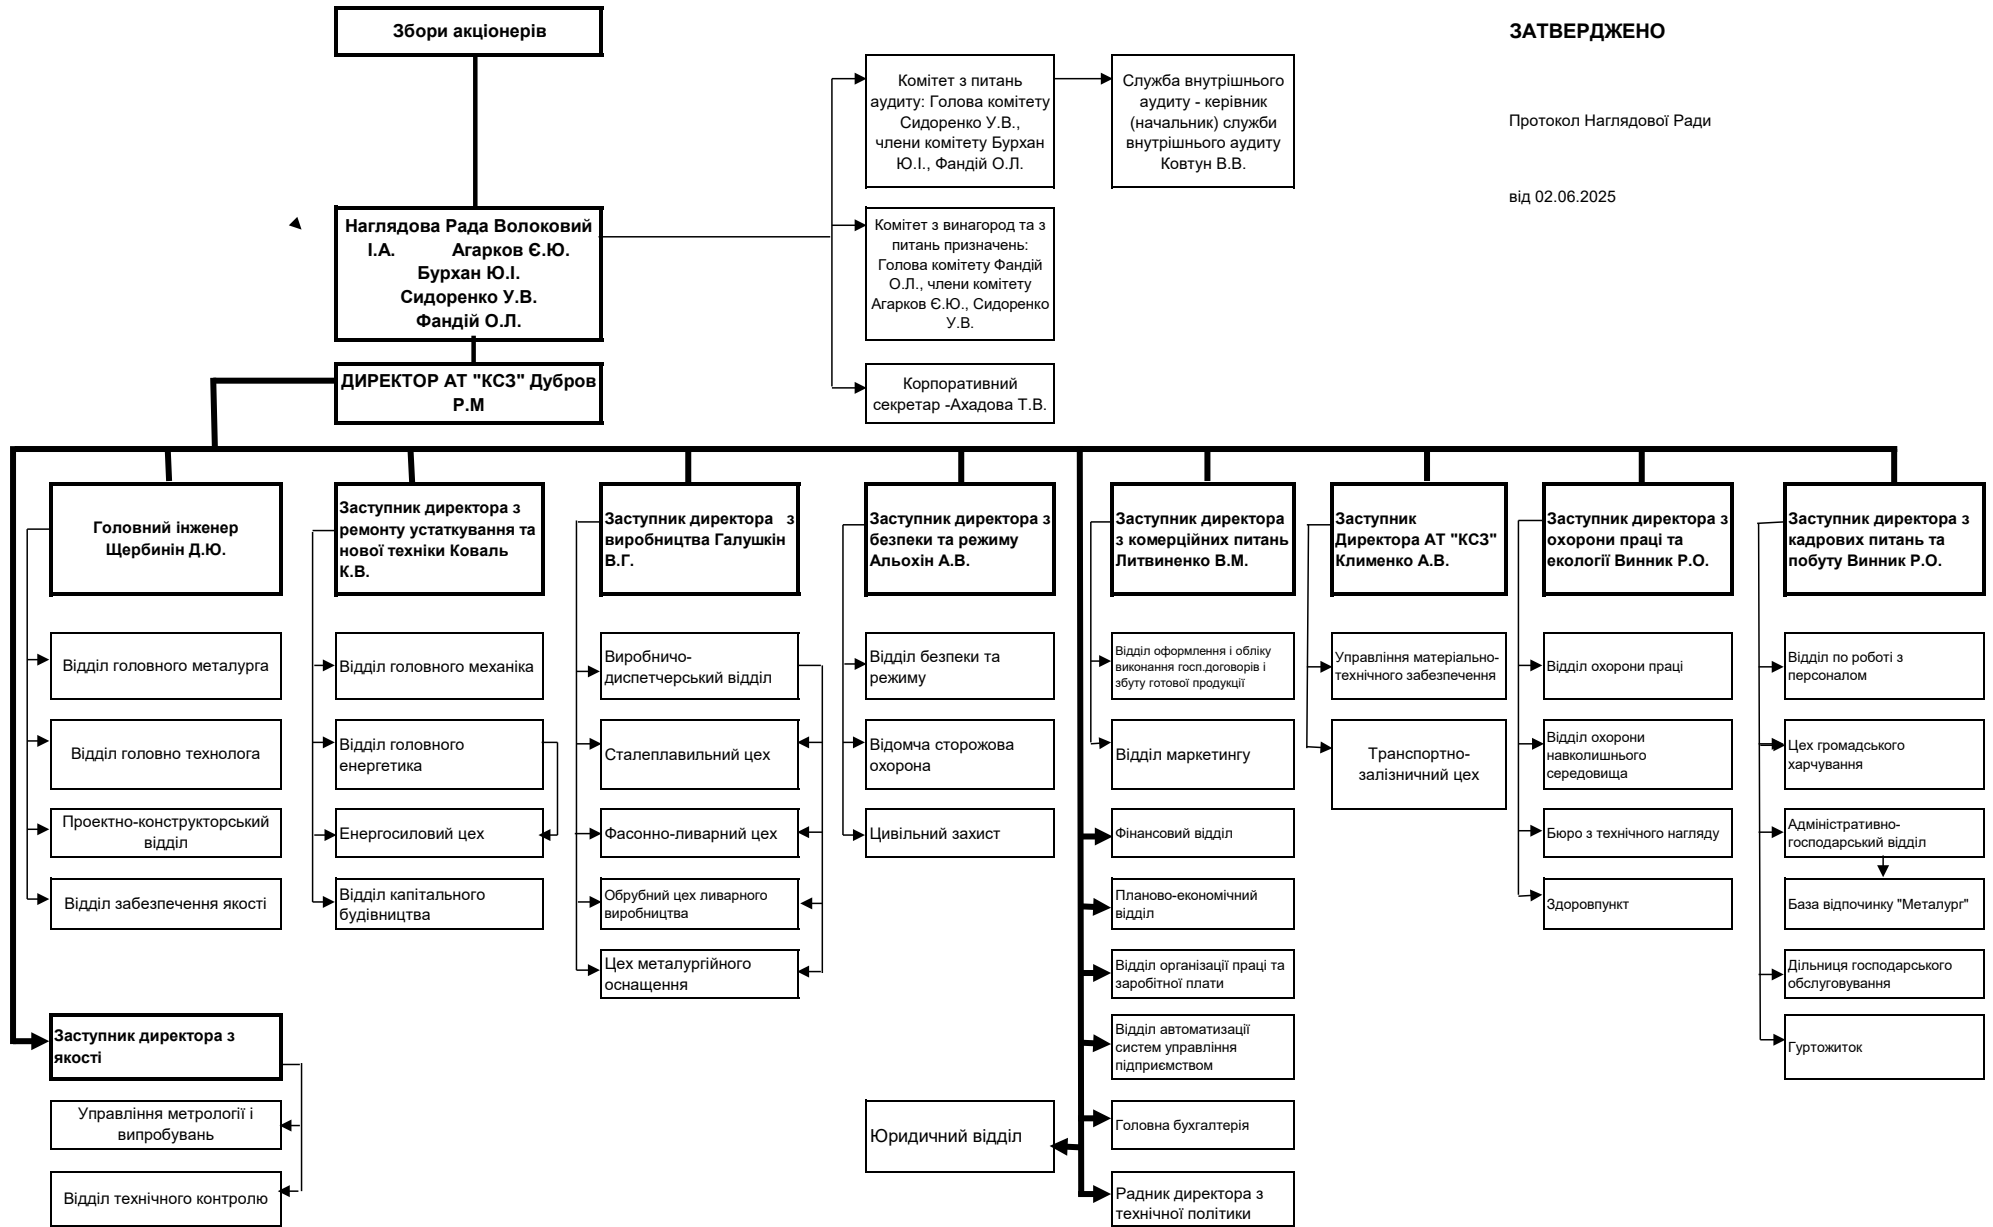 Збори акціонерів
ЗАТВЕРДЖЕНО
Комітет з питань
аудиту: Голова комітету
Сидоренко У.В.,
члени комітету Бурхан
Ю.І., Фандій О.Л.
Служба внутрішнього
аудиту - керівник
(начальник) служби
внутрішнього аудиту
Ковтун В.В.
Протокол Наглядової Ради
від 02.06.2025
Наглядова Рада Волоковий
І.А. Агарков Є.Ю.
Бурхан Ю.І.
Сидоренко У.В.
Фандій О.Л.
Комітет з винагород та з
питань призначень:
Голова комітету Фандій
О.Л., члени комітету
Агарков Є.Ю., Сидоренко
У.В.
ДИРЕКТОР АТ "КСЗ" Дубров
Р.М
Корпоративний
секретар -Ахадова Т.В.
Головний інженер
Щербинін Д.Ю.
Заступник директора з
ремонту устаткування та
нової техніки Коваль
К.В.
Заступник директора з
виробництва Галушкін
В.Г.
Заступник директора з
безпеки та режиму
Альохін А.В.
Заступник директора
з комерційних питань
Литвиненко В.М.
Заступник
Директора АТ "КСЗ"
Клименко А.В.
Заступник директора з
охорони праці та
екології Винник Р.О.
Заступник директора з
кадрових питань та
побуту Винник Р.О.
Відділ головного металурга
Відділ головного механіка
Виробничо-
диспетчерський відділ
Відділ безпеки та
режиму
Відділ оформлення і обліку
виконання госп.договорів і
збуту готової продукції
Управління матеріально-
технічного забезпечення
Відділ охорони праці
Відділ по роботі з
персоналом
Відділ головно технолога
Відділ головного
енергетика
Сталеплавильний цех
Відомча сторожова
охорона
Відділ маркетингу
Транспортно-
залізничний цех
Відділ охорони
навколишнього
середовища
Цех громадського
харчування
Проектно-конструкторський
відділ
Енергосиловий цех
Фасонно-ливарний цех
Цивільний захист
Фінансовий відділ
Бюро з технічного нагляду
Адміністративно-
господарський відділ
Відділ забезпечення якості
Відділ капітального
будівництва
Обрубний цех ливарного
виробництва
Планово-економічний
відділ
Здоровпункт
База відпочинку "Металург"
Цех металургійного
оснащення
Відділ організації праці та
заробітної плати
Дільниця господарського
обслуговування
Заступник директора з
якості
Відділ автоматизації
систем управління
підприємством
Гуртожиток
Управління метрології і
випробувань
Юридичний відділ
Головна бухгалтерія
Відділ технічного контролю
Радник директора з
технічної політики